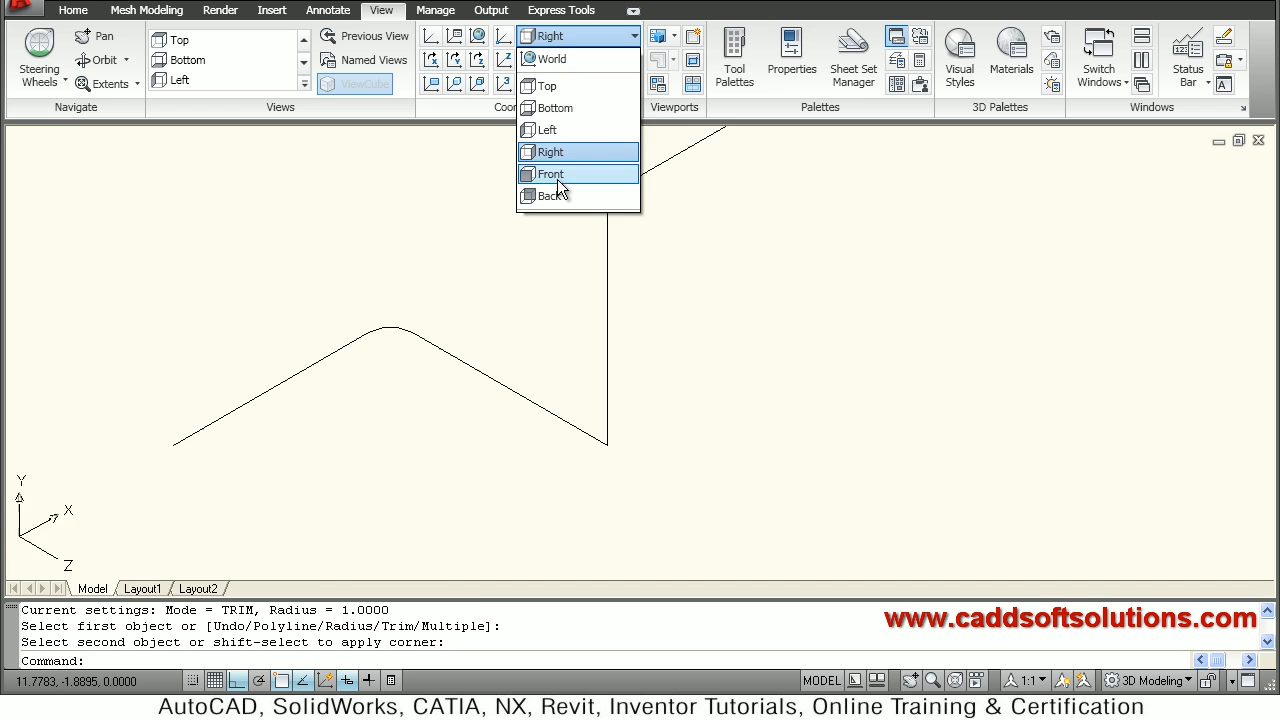 Home Mesh Modeling Render Insert Annotate View Manage Output Express Tools
Steering Wheels
Pan
Orbit
Extents
Navigate
Top
Bottom
Left
Previous View
Named Views
ViewCube
Views
Coor
Right
World
Top
Bottom
Left
Right
Front
Back
Viewports
Tool Palettes
Properties
Sheet Set Manager
Palettes
Visual Styles
Materials
3D Palettes
Switch Windows
Status Bar
Windows
Y
X
Z
Model Layout1 Layout2
Current settings: Mode = TRIM, Radius = 1.0000
Select first object or [Undo/Polyline/Radius/Trim/Multiple]:
Select second object or shift-select to apply corner:
Command:
www.caddsoftsolutions.com
11.7783, -1.8895, 0.0000 MODEL 1:1 3D Modeling
AutoCAD, SolidWorks, CATIA, NX, Revit, Inventor Tutorials, Online Training & Certification